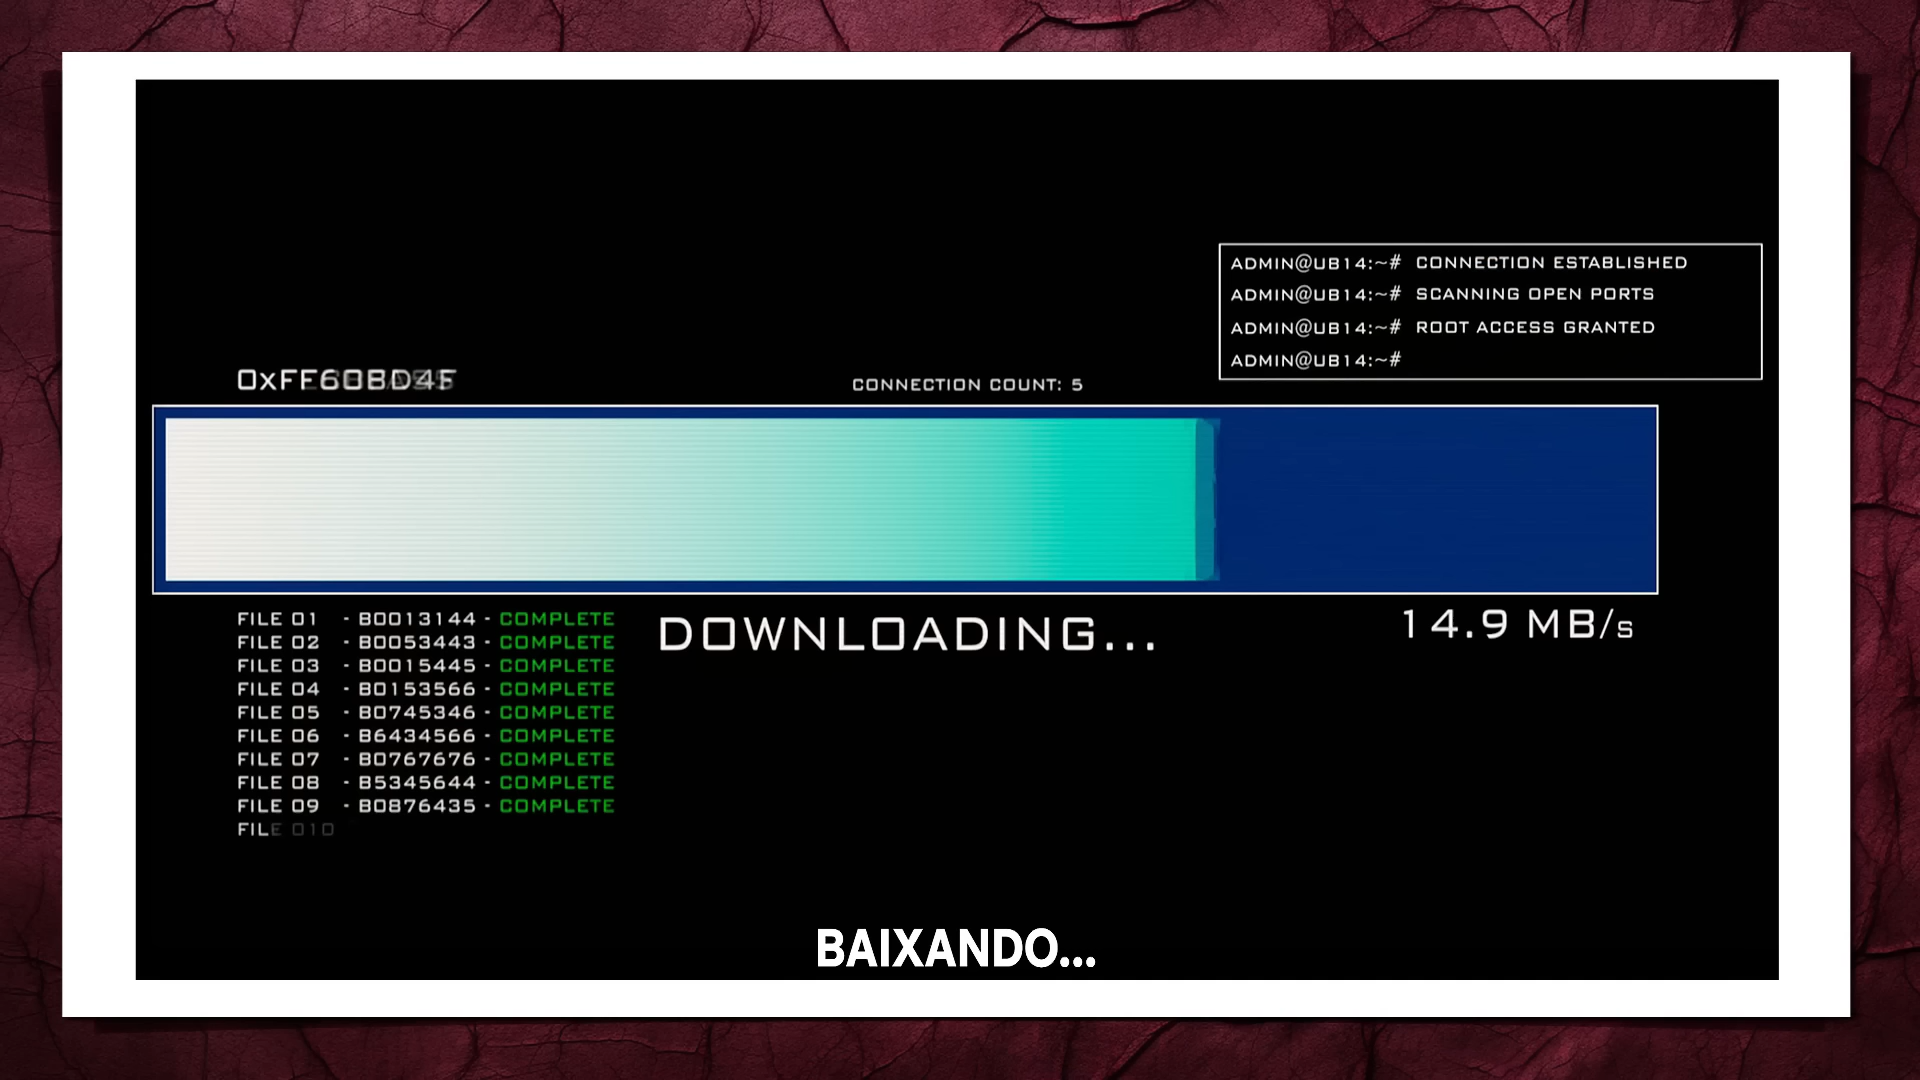 ADMIN@UB14:~# CONNECTION ESTABLISHED
ADMIN@UB14:~# SCANNING OPEN PORTS
ADMIN@UB14:~# ROOT ACCESS GRANTED
ADMIN@UB14:~#
CONNECTION COUNT: 5
FILE 01 - B0013144 - COMPLETE
FILE 02 - B0053443 - COMPLETE
FILE 03 - B0015445 - COMPLETE
FILE 04 - B0153566 - COMPLETE
FILE 05 - B0745346 - COMPLETE
FILE 06 - B6434566 - COMPLETE
FILE 07 - B0767676 - COMPLETE
FILE 08 - B5345644 - COMPLETE
FILE 09 - B0876435 - COMPLETE
FILE 010
DOWNLOADING...
14.9 MB/s
BAIXANDO...